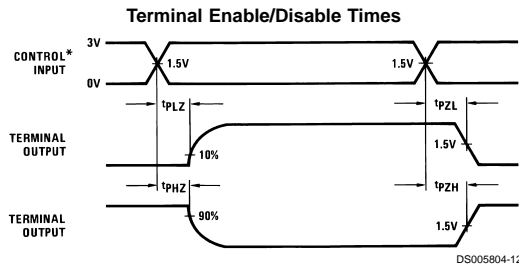 Terminal Enable/Disable Times
CONTROL*
INPUT
3V
0V
1.5V
1.5V
tPLZ
tPZL
TERMINAL
OUTPUT
10%
1.5V
tPHZ
tPZH
TERMINAL
OUTPUT
90%
1.5V
DS005804-12